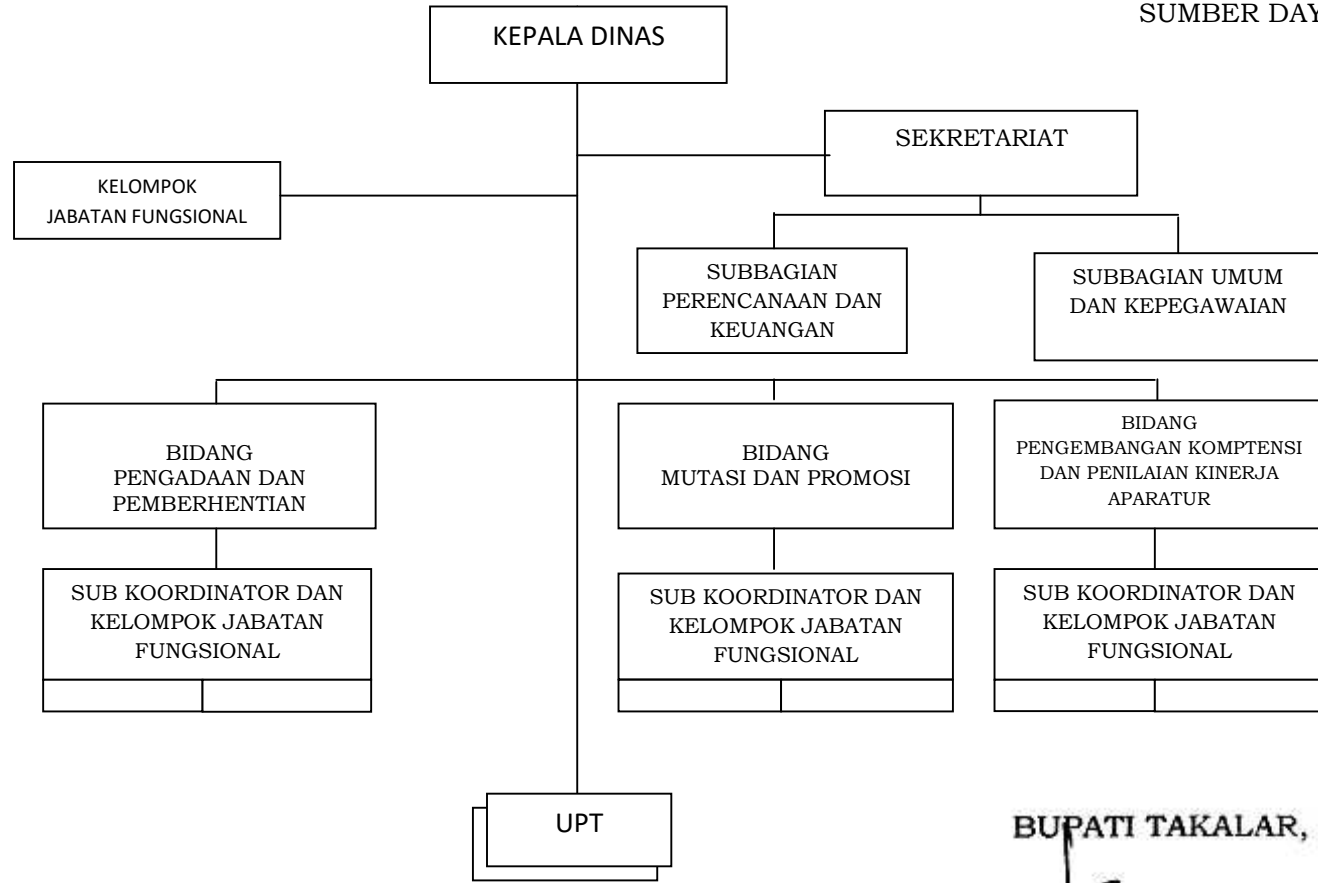 SUMBER DAY
KEPALA DINAS
SEKRETARIAT
KELOMPOK
JABATAN FUNGSIONAL
SUBBAGIAN
PERENCANAAN DAN
KEUANGAN
SUBBAGIAN UMUM
DAN KEPEGAWAIAN
BIDANG
PENGADAAN DAN
PEMBERHENTIAN
BIDANG
MUTASI DAN PROMOSI
BIDANG
PENGEMBANGAN KOMPTENSI
DAN PENILAIAN KINERJA
APARATUR
SUB KOORDINATOR DAN
KELOMPOK JABATAN
FUNGSIONAL
SUB KOORDINATOR DAN
KELOMPOK JABATAN
FUNGSIONAL
SUB KOORDINATOR DAN
KELOMPOK JABATAN
FUNGSIONAL
UPT
BUPATI TAKALAR,